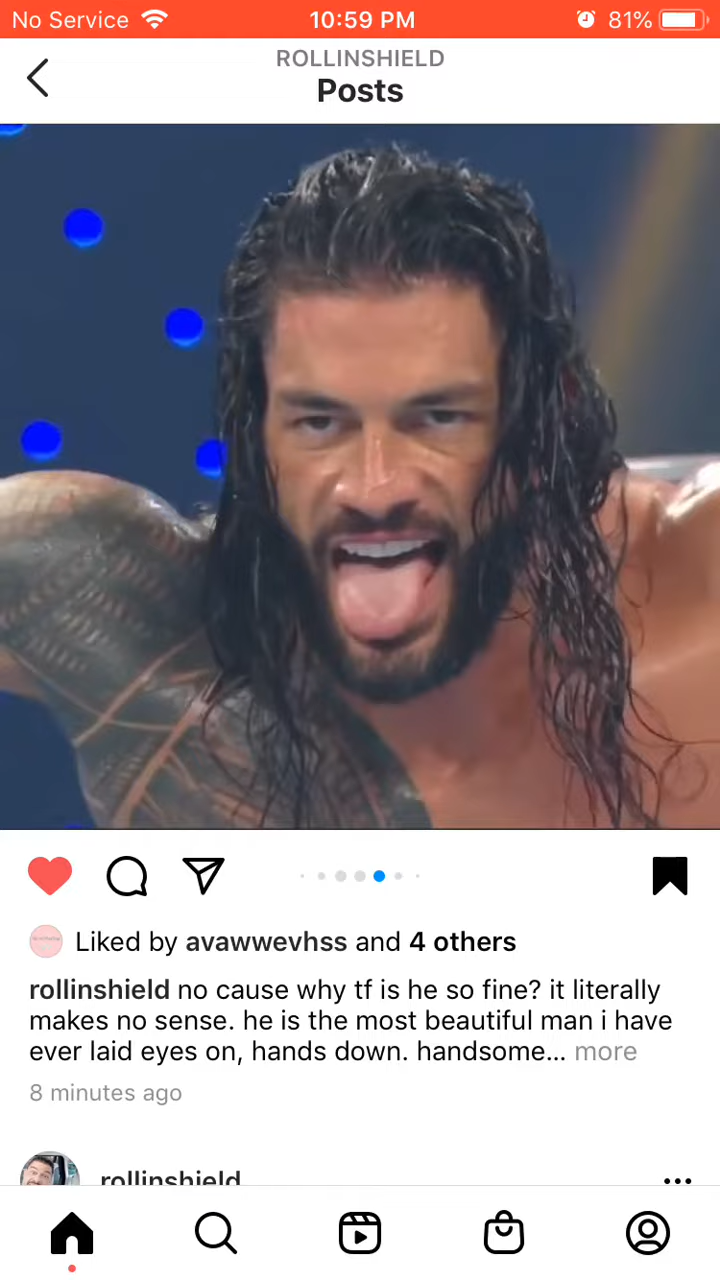 No Service 10:59 PM 81%
ROLLINSHIELD
Posts
Liked by avawwevhss and 4 others
rollinshield no cause why tf is he so fine? it literally
makes no sense. he is the most beautiful man i have
ever laid eyes on, hands down. handsome... more
8 minutes ago
rollinshield